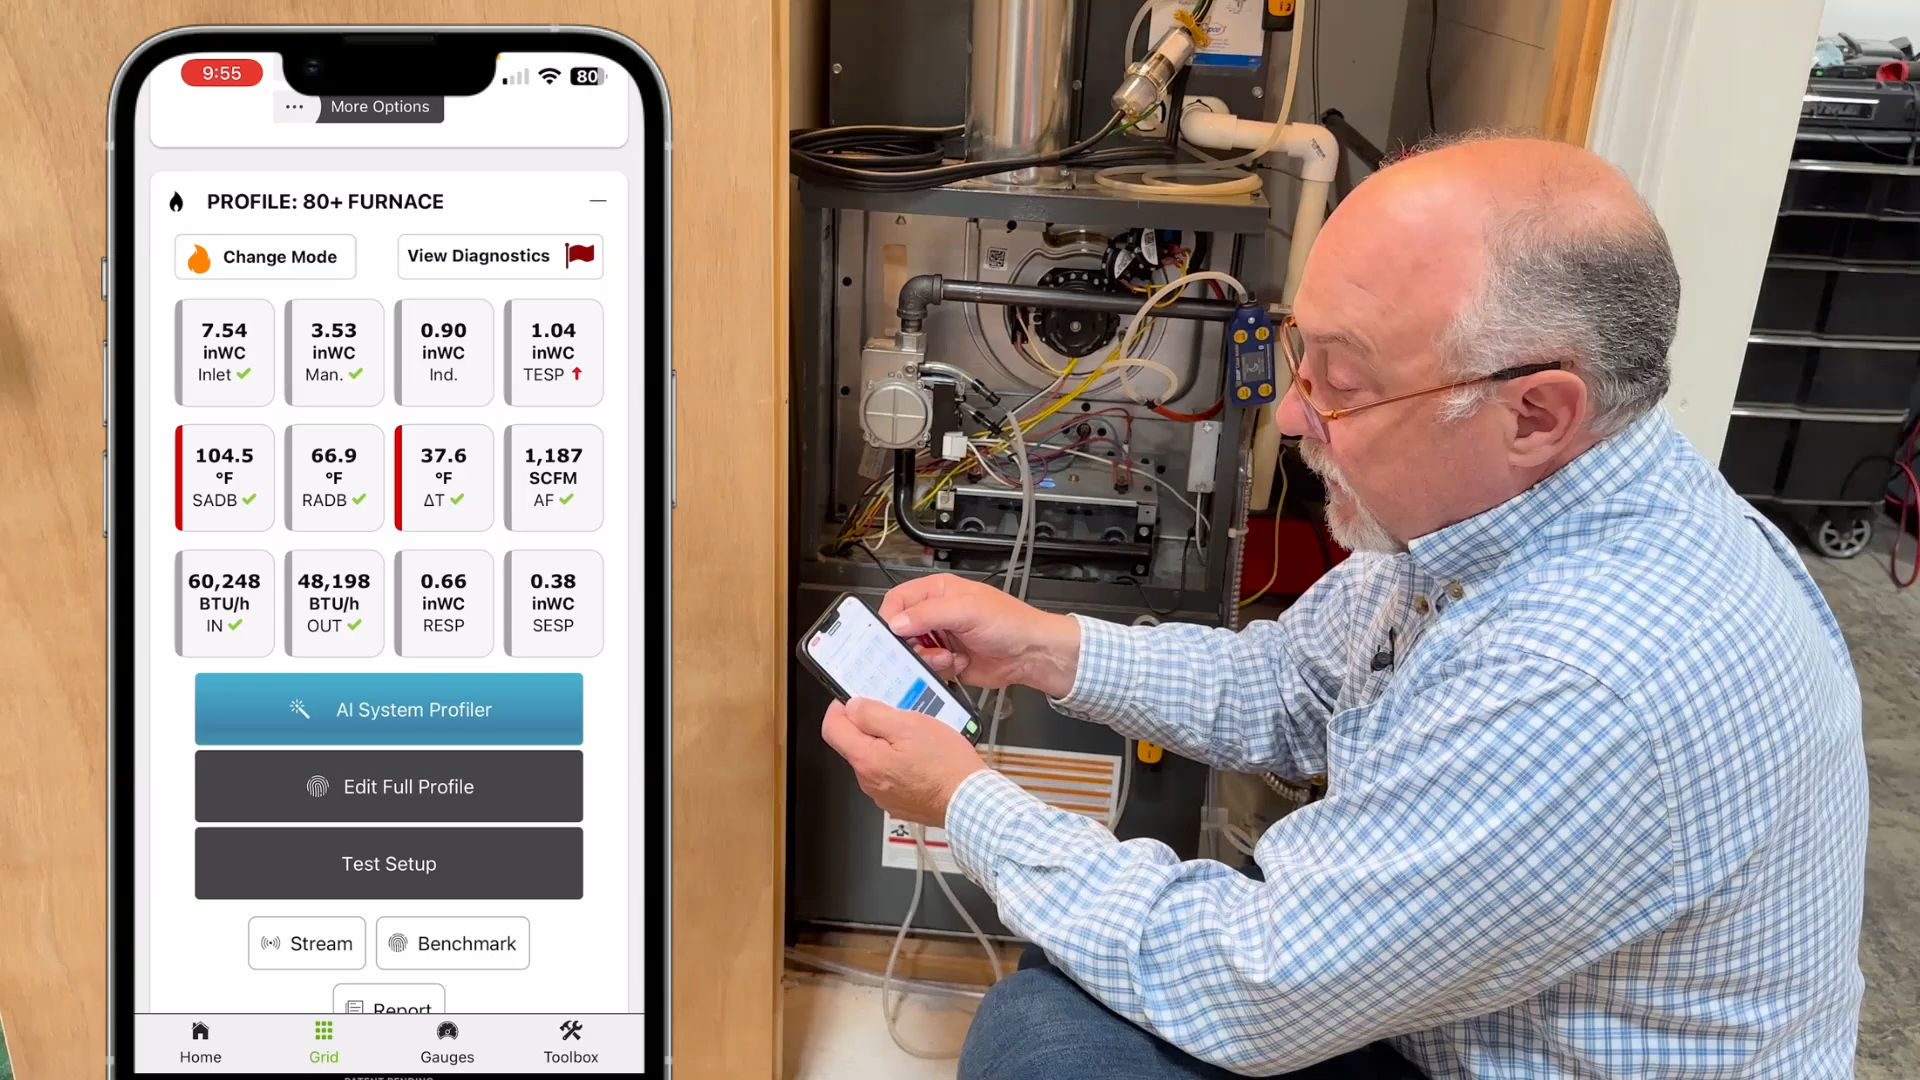 9:55
80
More Options
PROFILE: 80+ FURNACE
Change Mode
View Diagnostics
7.54
inWC
Inlet
3.53
inWC
Man.
0.90
inWC
Ind.
1.04
inWC
TESP
104.5
°F
SADB
66.9
°F
RADB
37.6
°F
ΔT
1,187
SCFM
AF
60,248
BTU/h
IN
48,198
BTU/h
OUT
0.66
inWC
RESP
0.38
inWC
SESP
AI System Profiler
Edit Full Profile
Test Setup
Stream
Benchmark
Report
Home
Grid
Gauges
Toolbox